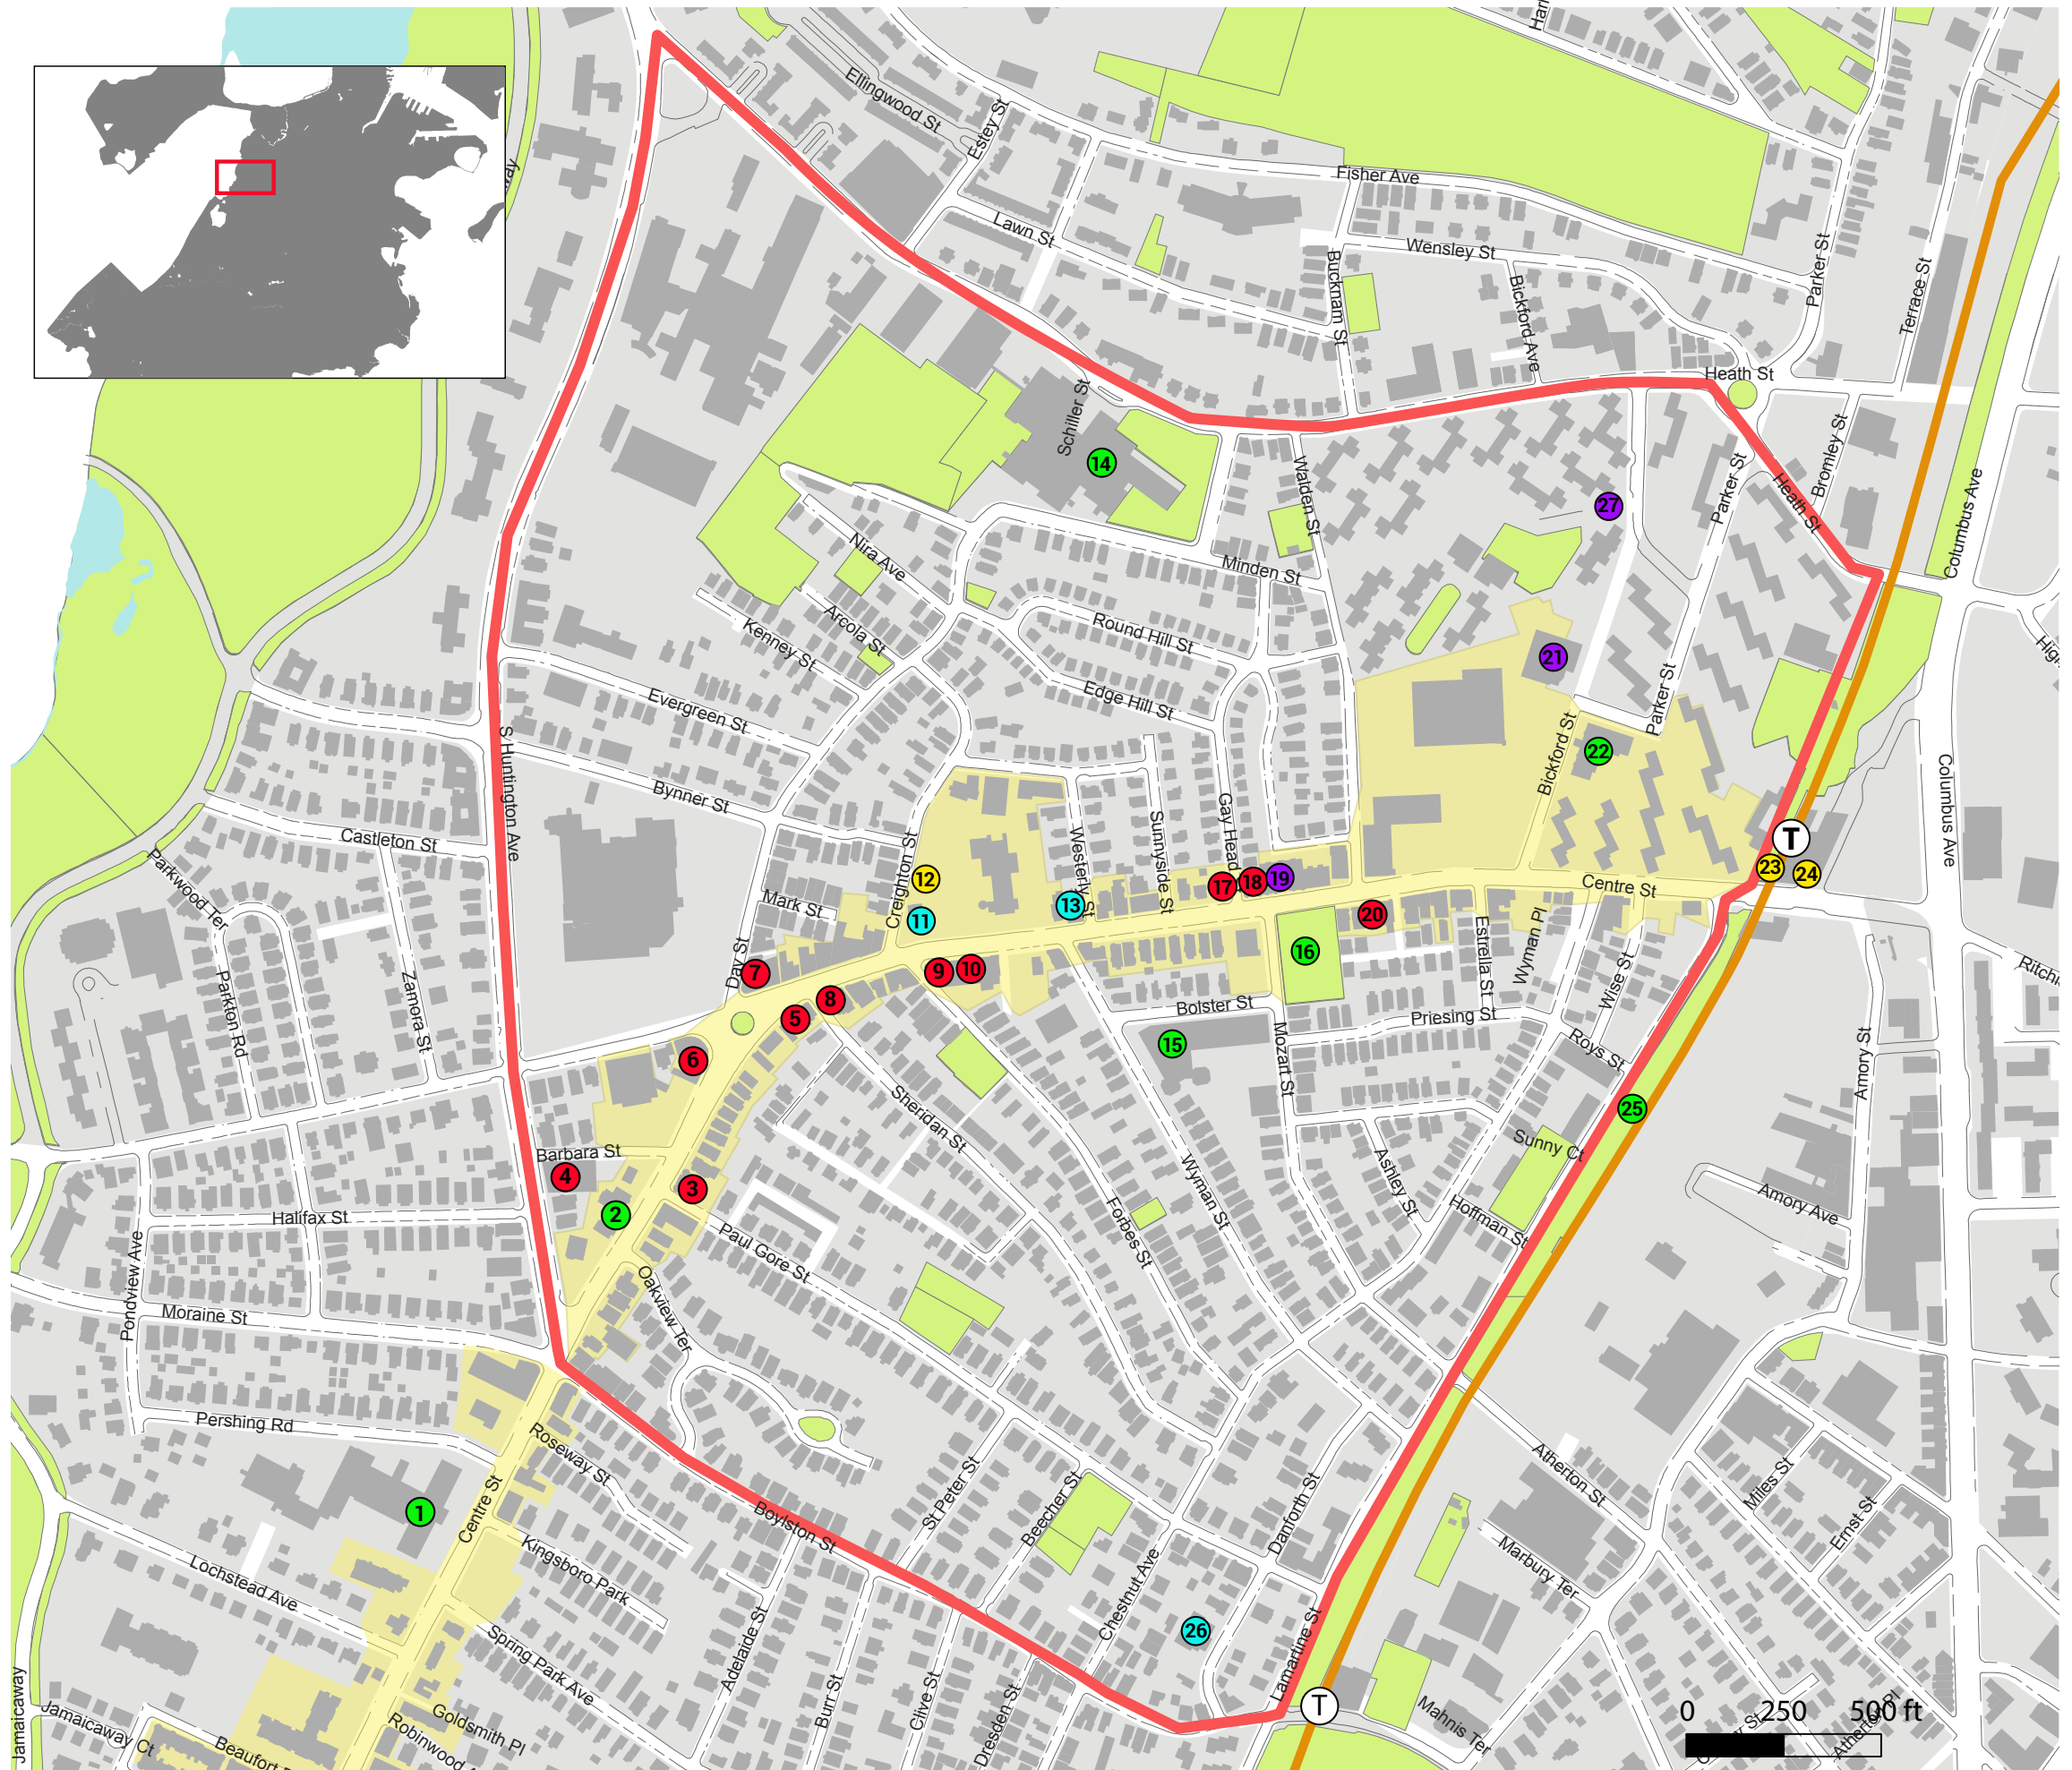 Ellingwood St
Estey St
Fisher Ave
Lawn St
Wensley St
Bucknam St
Bickford Ave
Parker St
Terrace St
Heath St
Schiller St
14
Walden St
27
Parker St
Heath St
Bromley St
Columbus Ave
Nira Ave
Minden St
Arcola St
Kenney St
Round Hill St
Edge Hill St
Evergreen St
21
Parker St
22
Bickford St
S Huntington Ave
Bynner St
Castleton St
Parkwood Ter
Creighton St
Westerly St
Sunnyside St
Gay Head
Columbus Ave
T
12
11
13
17
18
19
20
23
24
Centre St
Mark St
Day St
7
9
10
16
Estrella St
Wyman Pl
Wise St
Ritchi
8
5
6
Parkton Rd
Zamora St
Bolster St
15
Mozart St
Priesing St
Roys St
Amory St
25
Sheridan St
Barbara St
4
3
2
Sunny Ct
Ashley St
Hoffman St
Amory Ave
Wyman St
Forbes St
Halifax St
Paul Gore St
Pondview Ave
Moraine St
Oakview Ter
Pershing Rd
Roseway St
1
Centre St
Kingsboro Park
Boylston St
St Peter St
Beecher St
Danforth St
Atherton St
Miles St
Ernst St
Marbury Ter
Lochstead Ave
Chestnut Ave
26
Lamartine St
Adelaide St
Spring Park Ave
Burr St
Clive St
Dresden St
T
Mahnis Ter
Jamaicaway
Jamaicaway Ct
Goldsmith Pl
Robinwood
Beaufort
Atherton Pl
0 250 500 ft